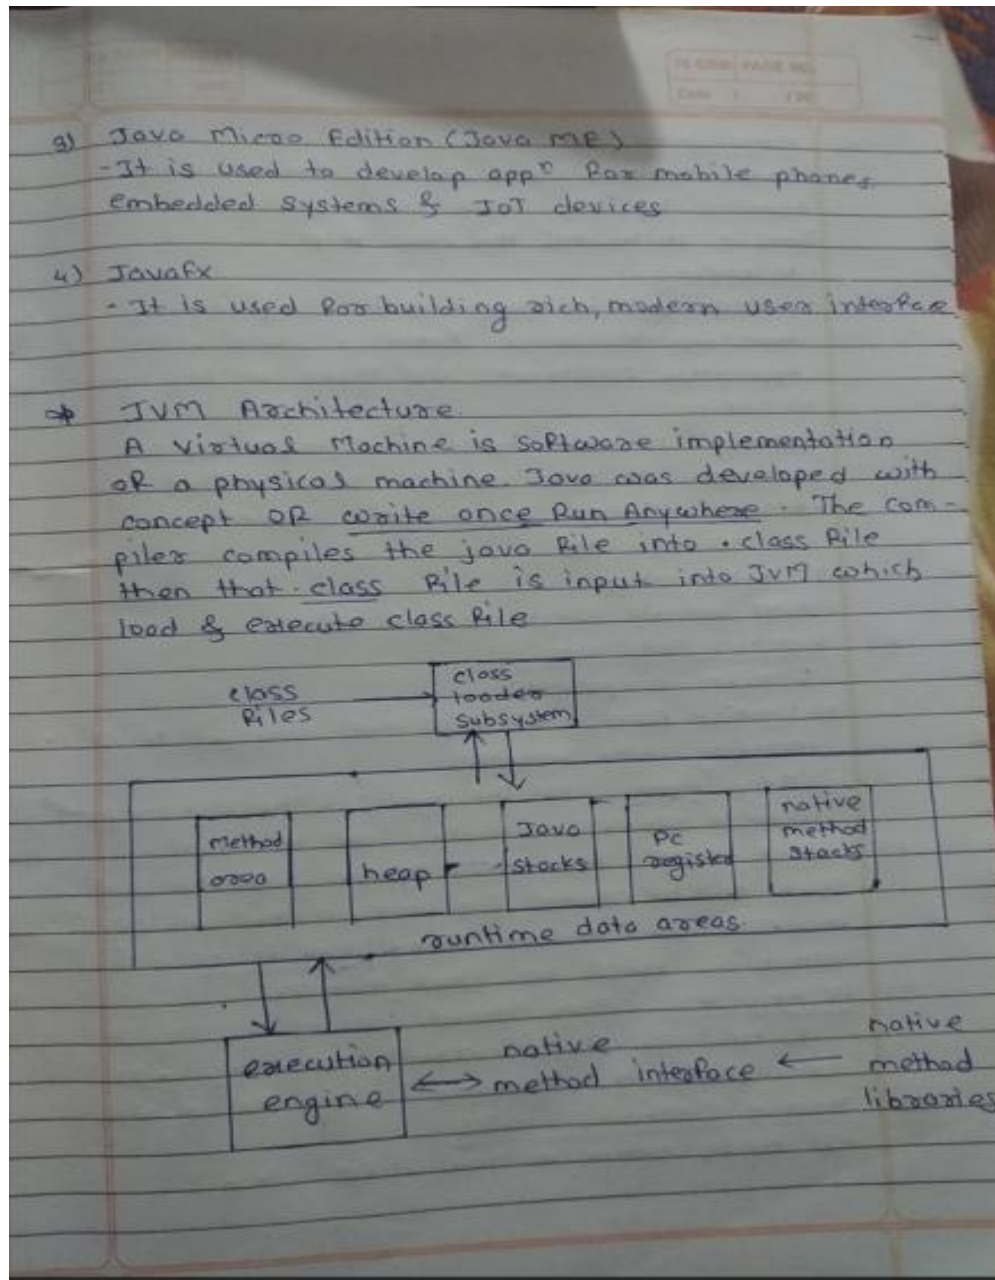 3) Java Micro Edition (Java ME)
- It is used to develop appⁿ for mobile phones
embedded systems & IoT devices
4) JavaFx
- It is used for building rich, modern user interface
JVM Architecture
A Virtual Machine is software implementation
of a physical machine. Java was developed with
concept of write once Run Anywhere. The com-
piler compiles the java file into .class file
then that .class file is input into JVM which
load & execute class file
class
files
class
loader
subsystem
method
area
heap
Java
stacks
PC
register
native
method
stacks
runtime data areas
execution
engine
native
method interface
native
method
libraries